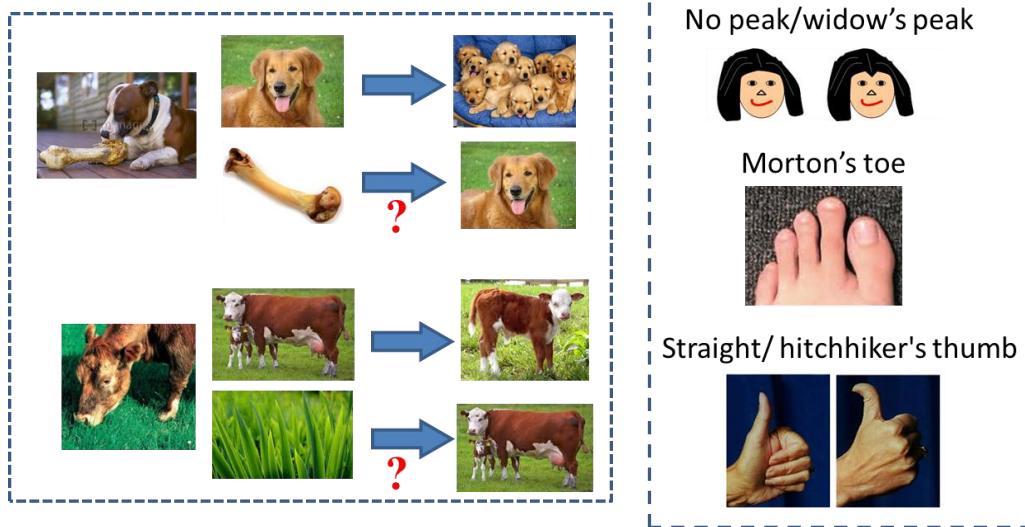 No peak/widow's peak
?
Morton's toe
Straight/ hitchhiker's thumb
?